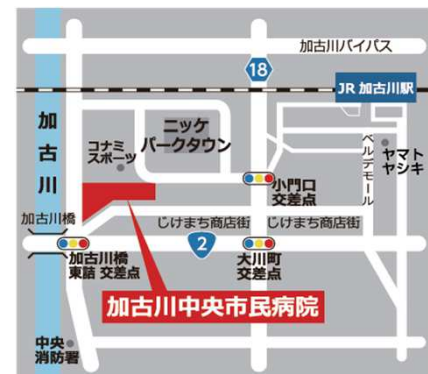 加古川バイパス
18
JR 加古川駅
加古川
コナミ
スポーツ
ニッケ
パークタウン
ベルデモール
ヤマト
ヤシキ
小門口
交差点
加古川橋
じけまち商店街
じけまち商店街
2
加古川橋
東詰 交差点
大川町
交差点
加古川中央市民病院
中央
消防署